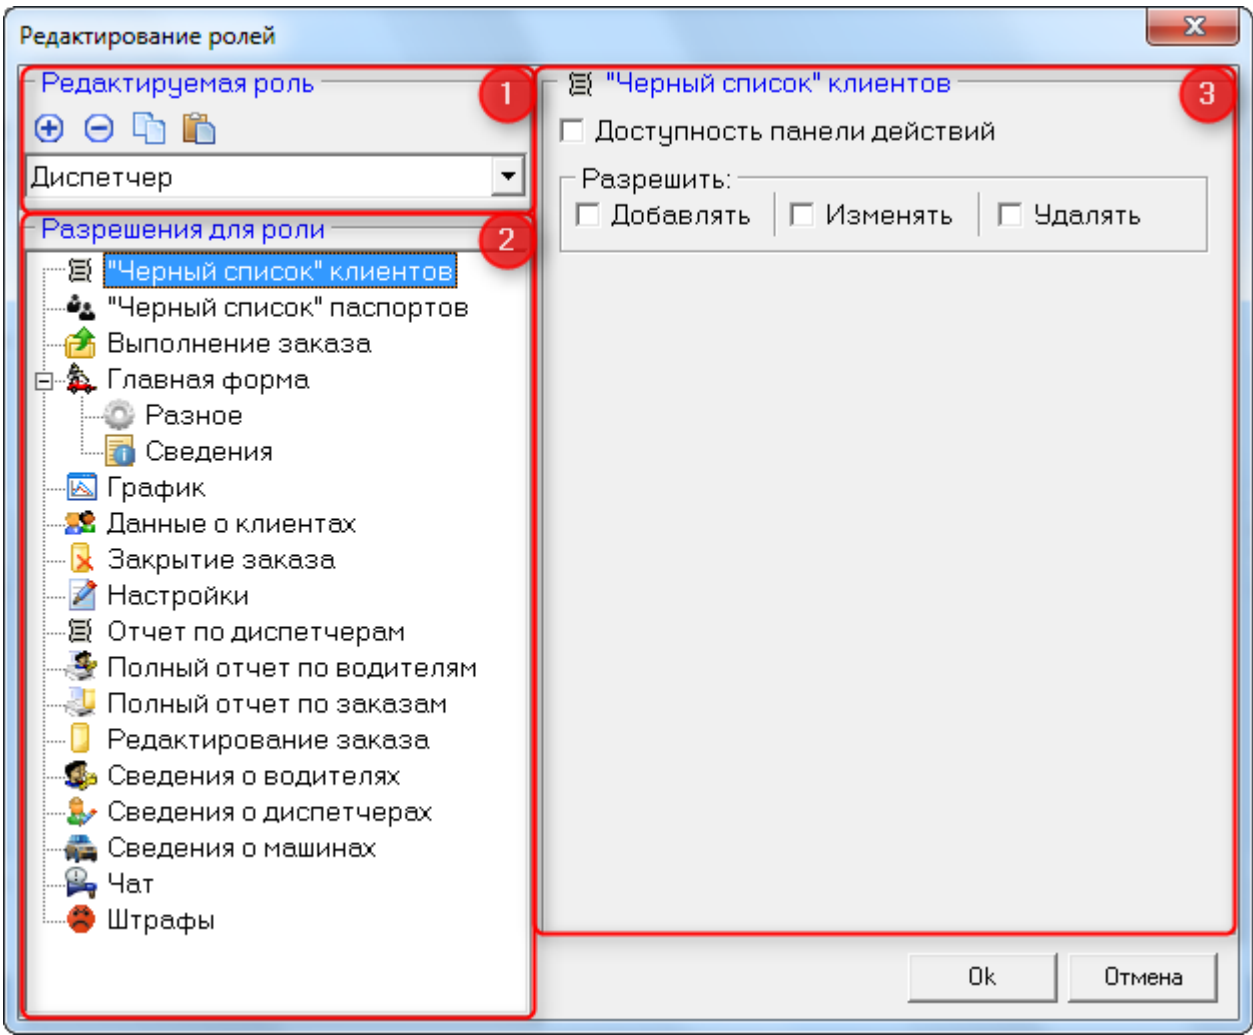 Редактирование ролей
x
Редактируемая роль
1
Диспетчер
Разрешения для роли
2
"Черный список" клиентов
"Черный список" паспортов
Выполнение заказа
Главная форма
Разное
Сведения
График
Данные о клиентах
Закрытие заказа
Настройки
Отчет по диспетчерам
Полный отчет по водителям
Полный отчет по заказам
Редактирование заказа
Сведения о водителях
Сведения о диспетчерах
Сведения о машинах
Чат
Штрафы
"Черный список" клиентов
3
Доступность панели действий
Разрешить:
Добавлять Изменять Удалять
Ok Отмена